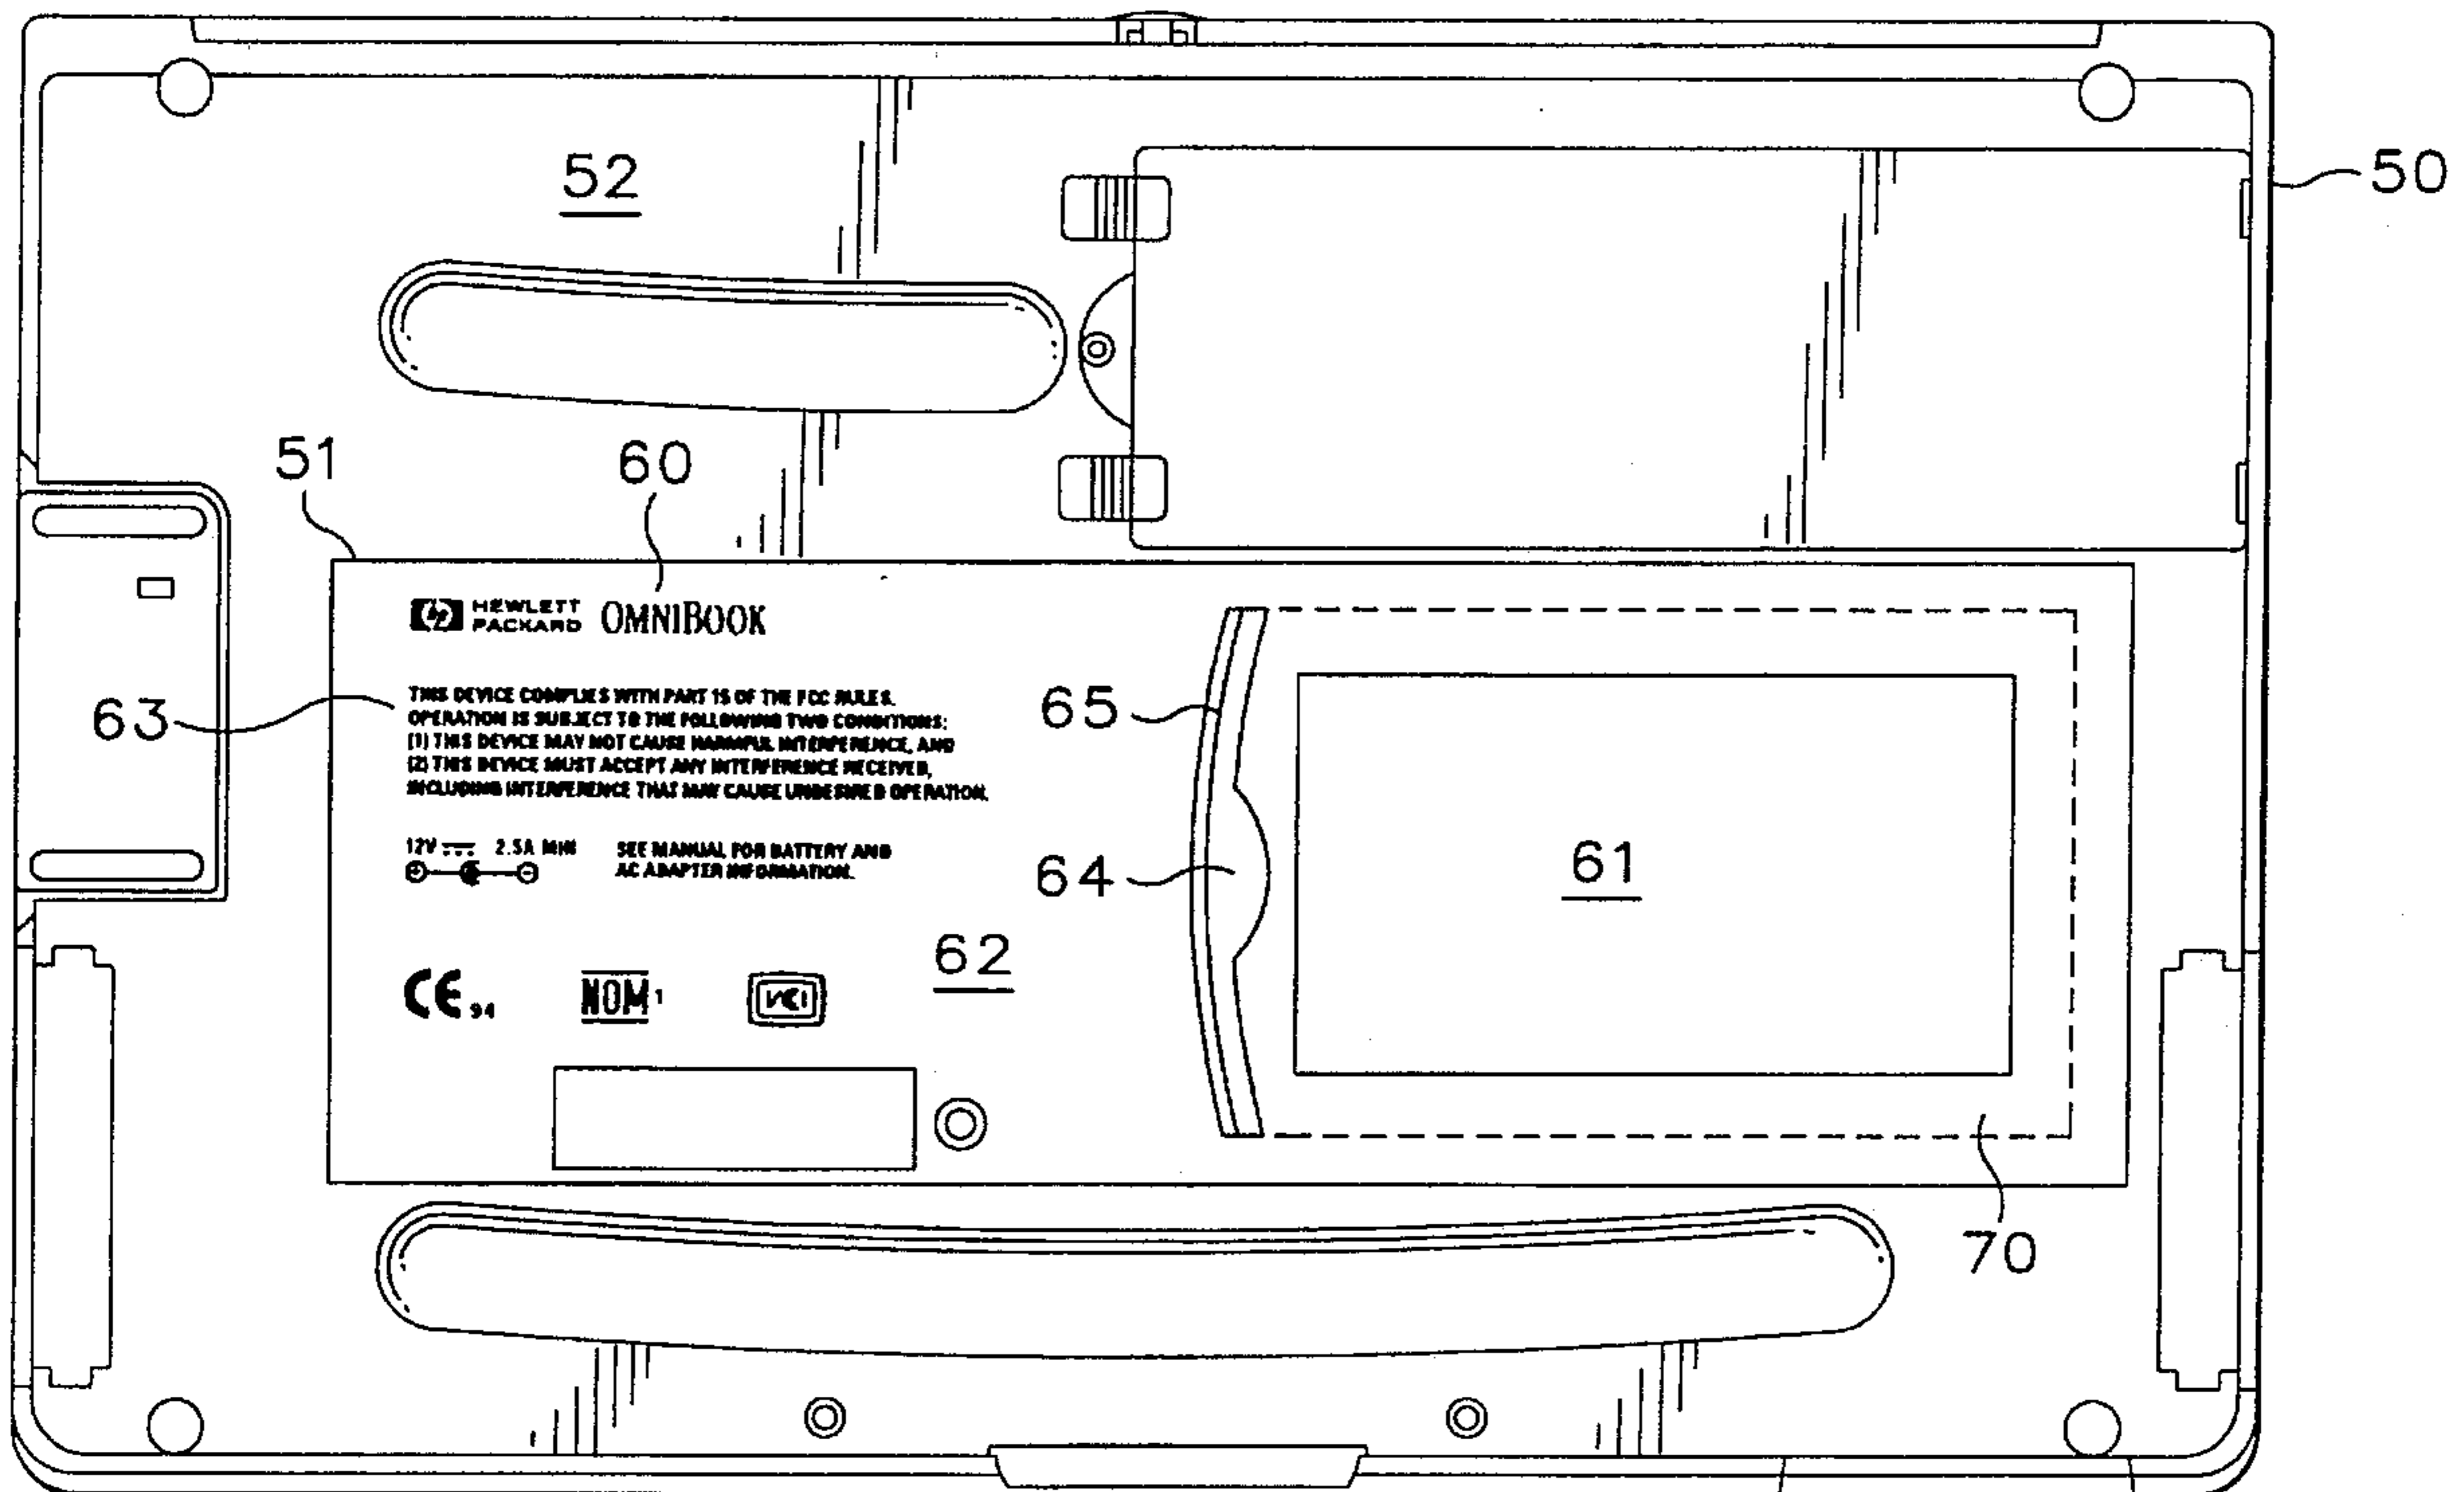 52
50
51
60
hp HEWLETT PACKARD OMNIBOOK
63
THIS DEVICE COMPLIES WITH PART 15 OF THE FCC RULES.
OPERATION IS SUBJECT TO THE FOLLOWING TWO CONDITIONS:
(1) THIS DEVICE MAY NOT CAUSE HARMFUL INTERFERENCE, AND
(2) THIS DEVICE MUST ACCEPT ANY INTERFERENCE RECEIVED,
INCLUDING INTERFERENCE THAT MAY CAUSE UNDESIRED OPERATION.
65
12V 2.5A MIN
SEE MANUAL FOR BATTERY AND
AC ADAPTER INFORMATION.
64
61
62
CE 94
NOM 1
VCI
70